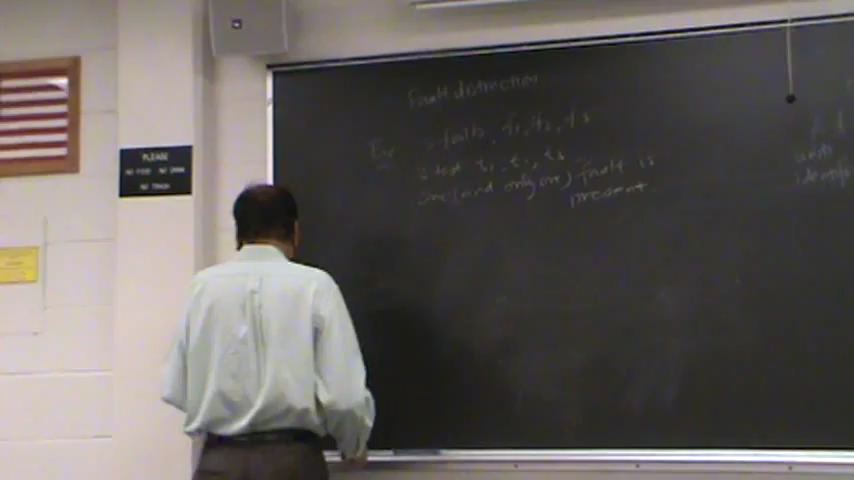 PLEASE
NO FOOD NO DRINK
NO TRASH
Fault detection
Ex 3 faults, f1, f2, f3
3 test t1, t2, t3
one (and only one) fault is
present